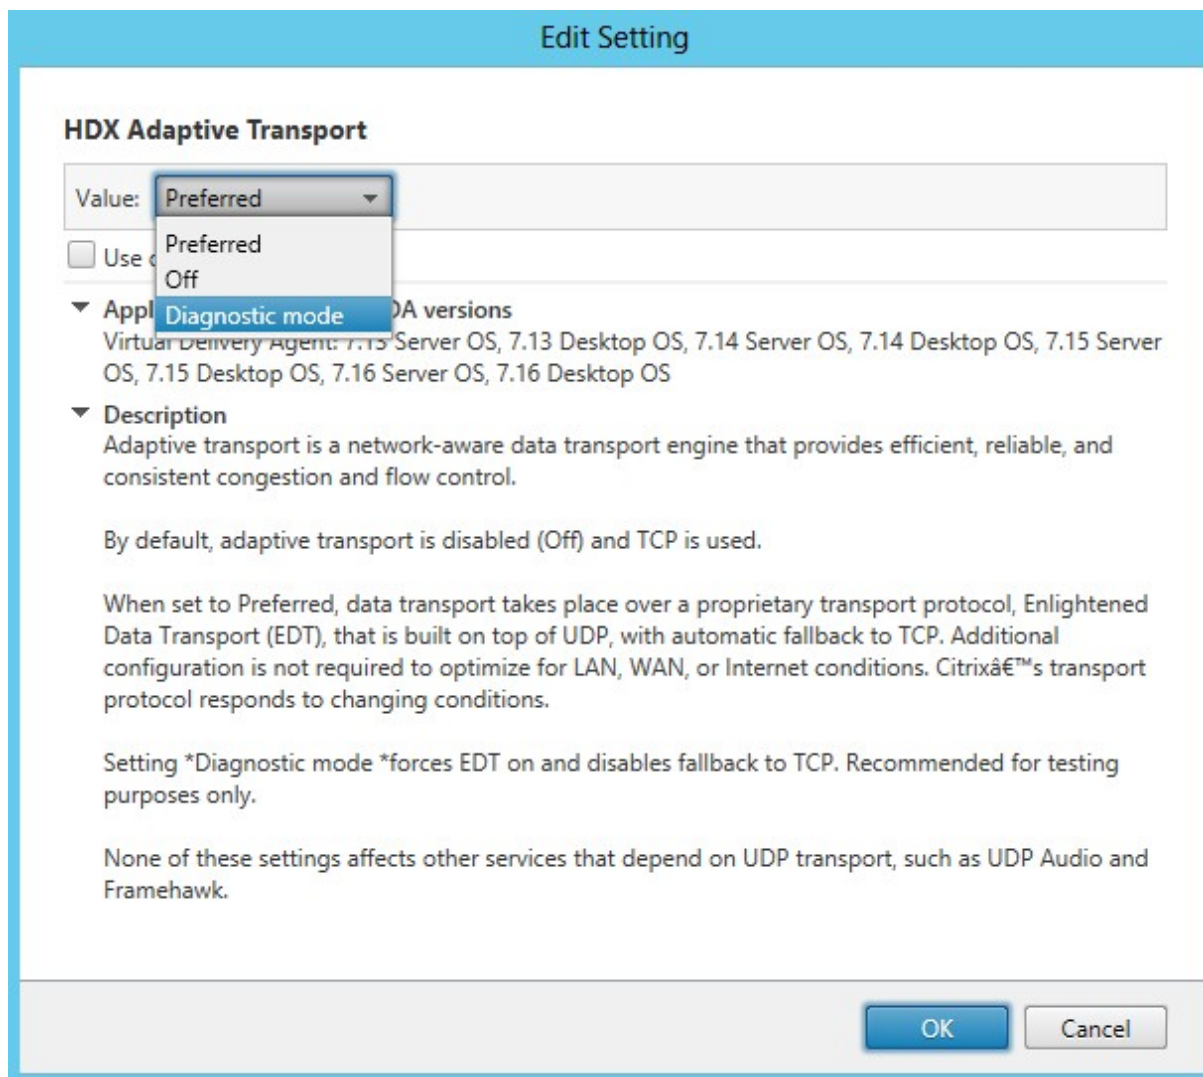 Edit Setting
HDX Adaptive Transport
Value: Preferred
Preferred
Use
Off
Diagnostic mode
versions
Virtual Delivery Agent: 7.13 Server OS, 7.13 Desktop OS, 7.14 Server OS, 7.14 Desktop OS, 7.15 Server
OS, 7.15 Desktop OS, 7.16 Server OS, 7.16 Desktop OS
Description
Adaptive transport is a network-aware data transport engine that provides efficient, reliable, and
consistent congestion and flow control.
By default, adaptive transport is disabled (Off) and TCP is used.
When set to Preferred, data transport takes place over a proprietary transport protocol, Enlightened
Data Transport (EDT), that is built on top of UDP, with automatic fallback to TCP. Additional
configuration is not required to optimize for LAN, WAN, or Internet conditions. Citrixâ€™s transport
protocol responds to changing conditions.
Setting *Diagnostic mode *forces EDT on and disables fallback to TCP. Recommended for testing
purposes only.
None of these settings affects other services that depend on UDP transport, such as UDP Audio and
Framehawk.
OK
Cancel